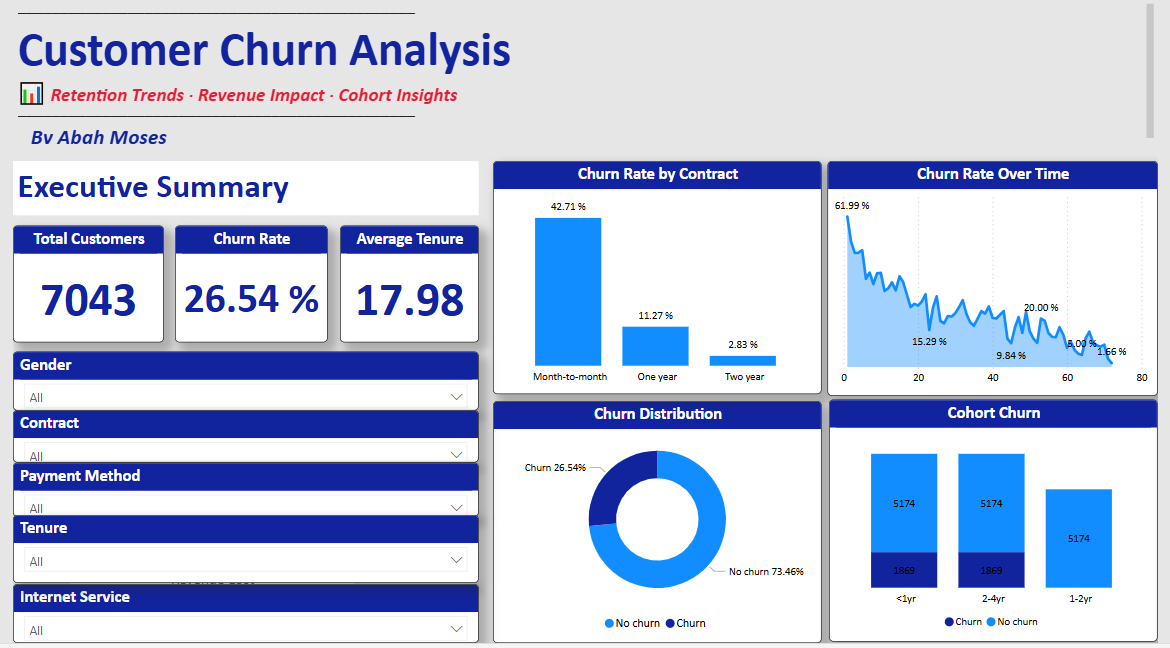 Customer Churn Analysis
Retention Trends · Revenue Impact · Cohort Insights
By Abah Moses
Executive Summary
Total Customers
7043
Churn Rate
26.54 %
Average Tenure
17.98
Gender
All
Contract
All
Payment Method
All
Tenure
All
Internet Service
All
Churn Rate by Contract
42.71 %
11.27 %
2.83 %
Month-to-month One year Two year
Churn Rate Over Time
61.99 %
20.00 %
15.29 %
9.84 %
5.00 %
1.66 %
0 20 40 60 80
Churn Distribution
Churn 26.54%
No churn 73.46%
No churn Churn
Cohort Churn
5174 5174
5174
1869 1869
<1yr 2-4yr 1-2yr
Churn No churn